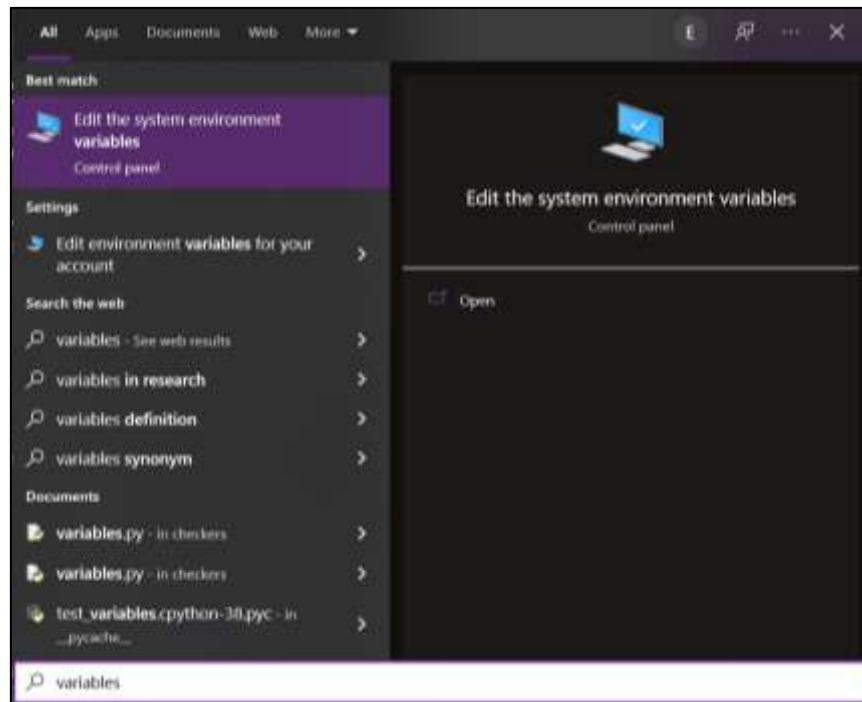 All Apps Documents Web More
E
Best match
Edit the system environment
variables
Control panel
Settings
Edit environment variables for your
account
Search the web
variables - See web results
variables in research
variables definition
variables synonym
Documents
variables.py - in checkers
variables.py - in checkers
test_variables.cpython-38.pyc - in
__pycache__
variables
Edit the system environment variables
Control panel
Open